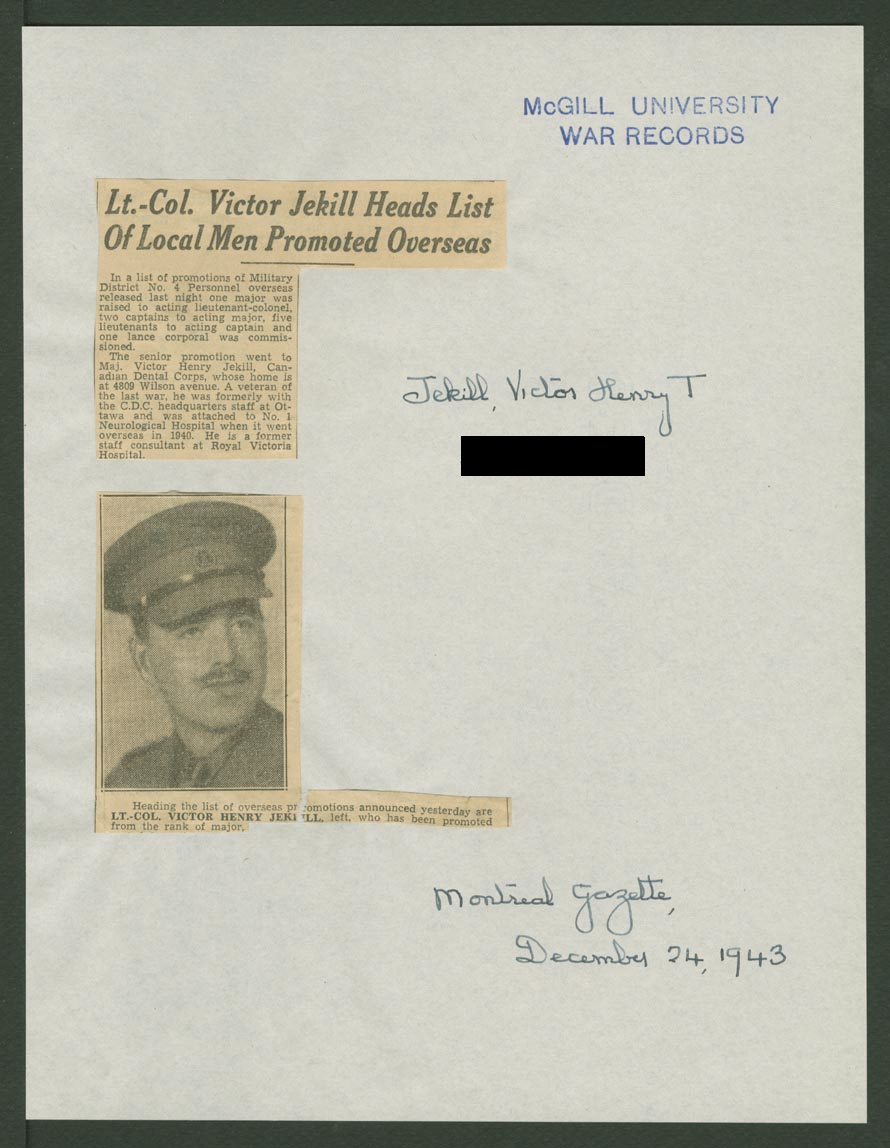 McGILL UNIVERSITY
WAR RECORDS
Lt.-Col. Victor Jekill Heads List
Of Local Men Promoted Overseas
In a list of promotions of Military
District No. 4 Personnel overseas
released last night one major was
raised to acting lieutenant-colonel,
two captains to acting major, five
lieutenants to acting captain and
one lance corporal was commis-
sioned.
The senior promotion went to
Maj. Victor Henry Jekill, Can-
adian Dental Corps, whose home is
at 4809 Wilson avenue. A veteran of
the last war, he was formerly with
the C.D.C. headquarters staff at Ot-
tawa and was attached to No. 1
Neurological Hospital when it went
overseas in 1940. He is a former
staff consultant at Royal Victoria
Hospital.
Jekill, Victor Henry T
Heading the list of overseas promotions announced yesterday are
LT.-COL. VICTOR HENRY JEKILL, left, who has been promoted
from the rank of major,
Montreal Gazette,
December 24, 1943